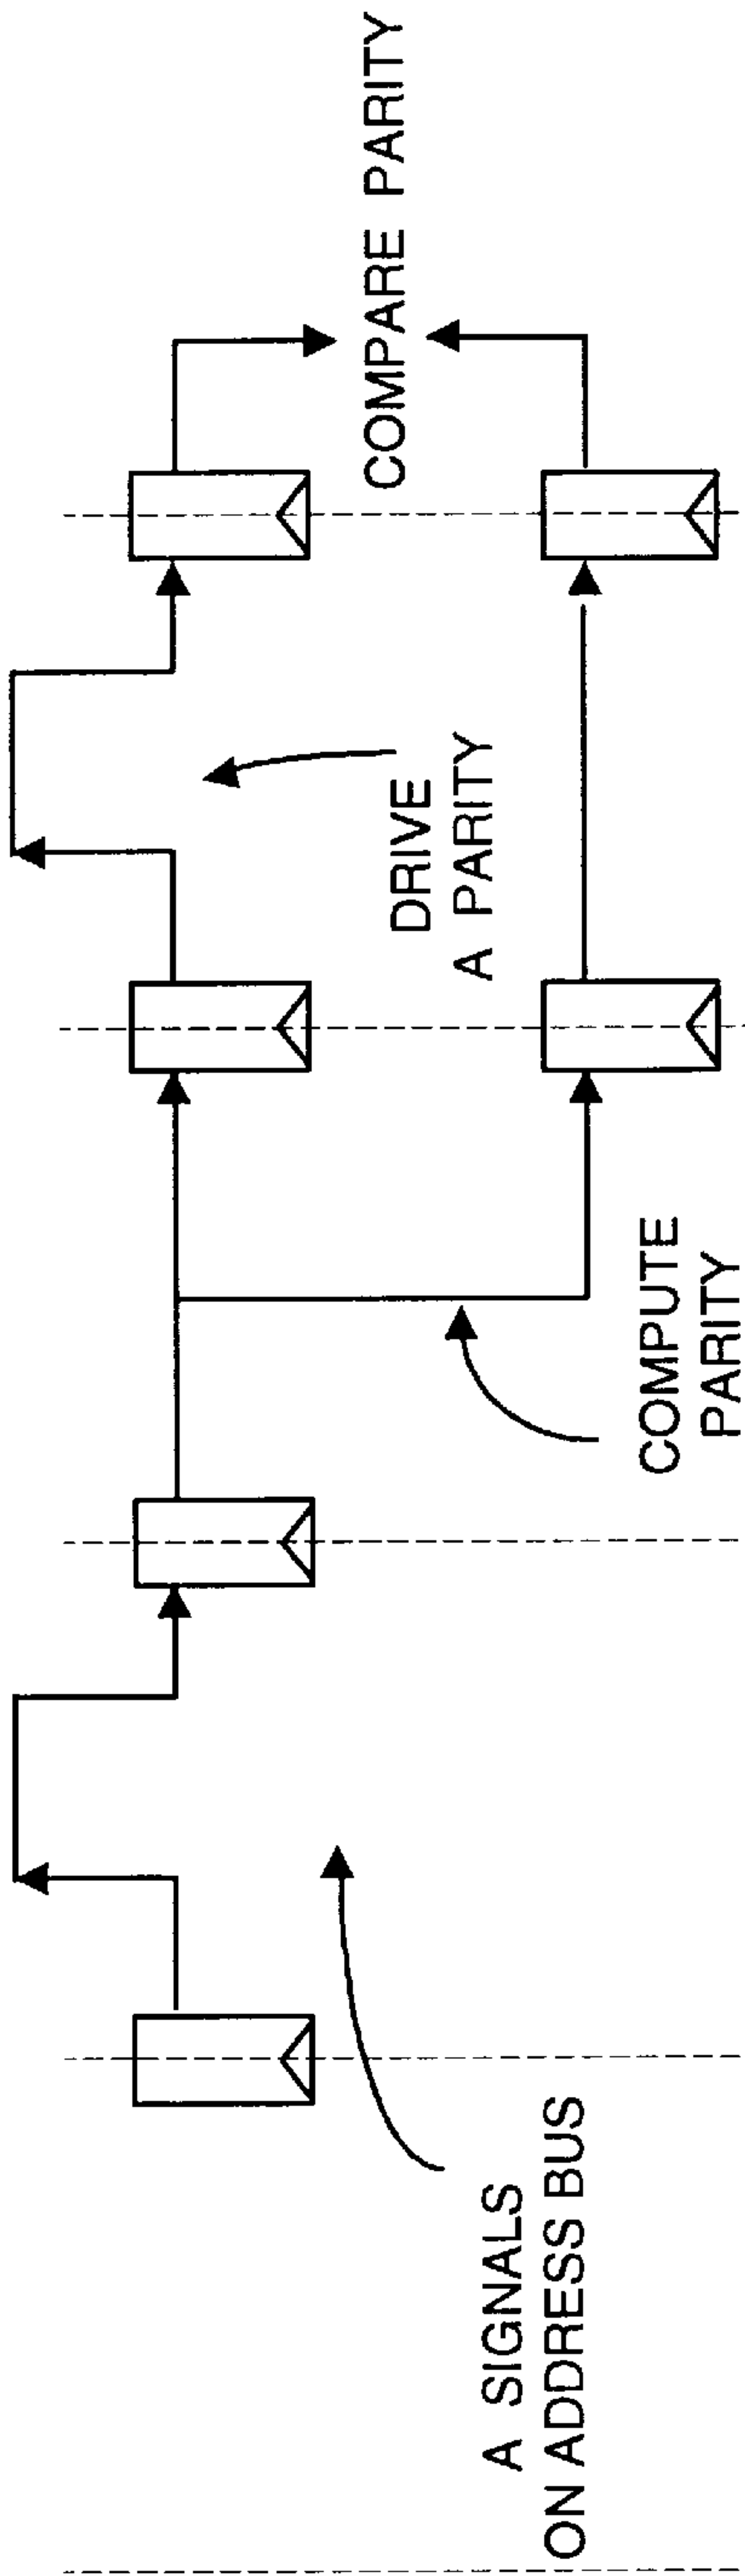 A SIGNALS
ON ADDRESS BUS
COMPUTE
PARITY
DRIVE
A PARITY
COMPARE PARITY